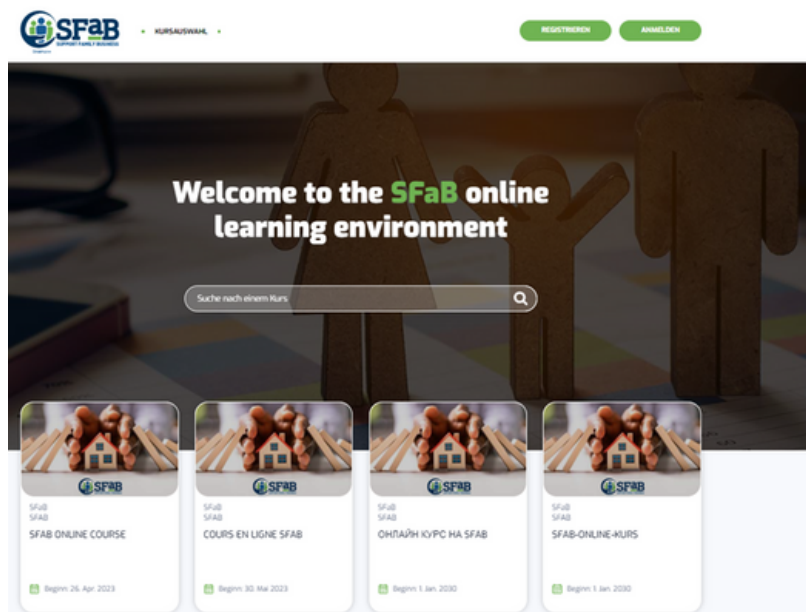 SFaB
SUPPORT FAMILY BUSINESS
KURSAUSWAHL
REGISTRIEREN
ANMELDEN
Welcome to the SFaB online
learning environment
Suche nach einem Kurs
SFaB
SFaB
SFAB
SFAB ONLINE COURSE
Beginn: 26. Apr. 2023
SFaB
SFaB
SFAB
COURS EN LIGNE SFAB
Beginn: 30. Mai 2023
SFaB
SFaB
SFAB
ОНЛАЙН КУРС НА SFAB
Beginn: 1. Jan. 2030
SFaB
SFaB
SFAB
SFAB-ONLINE-KURS
Beginn: 1. Jan. 2030